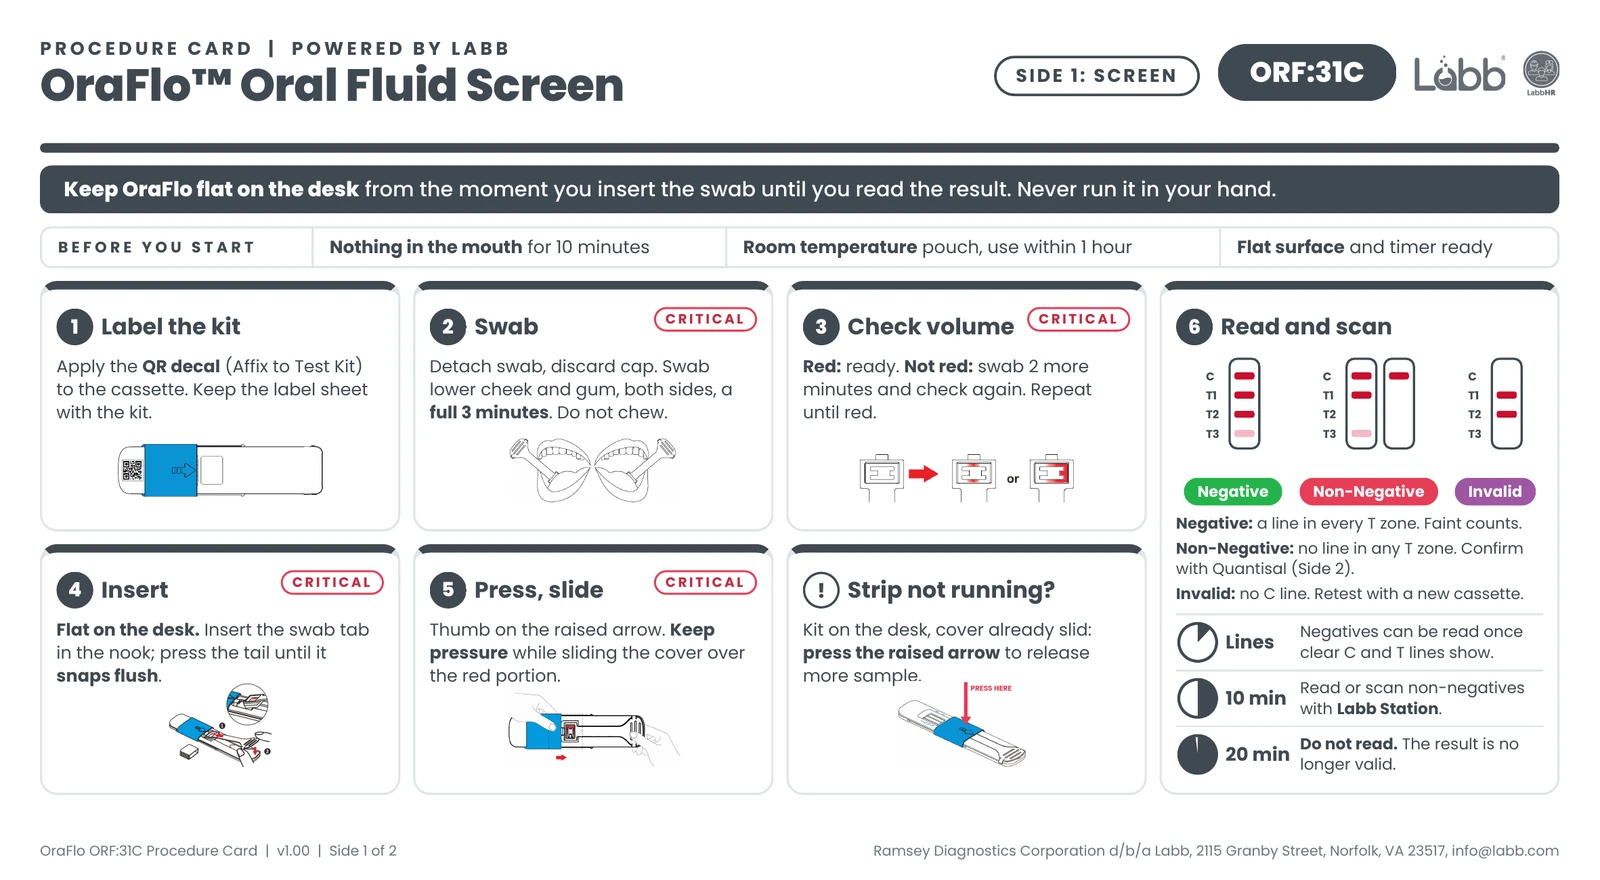 PROCEDURE CARD | POWERED BY LABB
OraFlo™ Oral Fluid Screen
SIDE 1: SCREEN
ORF:31C
Labb®
LabbHR
Keep OraFlo flat on the desk from the moment you insert the swab until you read the result. Never run it in your hand.
BEFORE YOU START
Nothing in the mouth for 10 minutes
Room temperature pouch, use within 1 hour
Flat surface and timer ready
1 Label the kit
Apply the QR decal (Affix to Test Kit)
to the cassette. Keep the label sheet
with the kit.
2 Swab
CRITICAL
Detach swab, discard cap. Swab
lower cheek and gum, both sides, a
full 3 minutes. Do not chew.
3 Check volume
CRITICAL
Red: ready. Not red: swab 2 more
minutes and check again. Repeat
until red.
or
4 Insert
CRITICAL
Flat on the desk. Insert the swab tab
in the nook; press the tail until it
snaps flush.
1
2
5 Press, slide
CRITICAL
Thumb on the raised arrow. Keep
pressure while sliding the cover over
the red portion.
! Strip not running?
Kit on the desk, cover already slid:
press the raised arrow to release
more sample.
PRESS HERE
6 Read and scan
C
T1
T2
T3
C
T1
T2
T3
C
T1
T2
T3
Negative
Non-Negative
Invalid
Negative: a line in every T zone. Faint counts.
Non-Negative: no line in any T zone. Confirm
with Quantisal (Side 2).
Invalid: no C line. Retest with a new cassette.
Lines
Negatives can be read once
clear C and T lines show.
10 min
Read or scan non-negatives
with Labb Station.
20 min
Do not read. The result is no
longer valid.
OraFlo ORF:31C Procedure Card | v1.00 | Side 1 of 2
Ramsey Diagnostics Corporation d/b/a Labb, 2115 Granby Street, Norfolk, VA 23517, info@labb.com